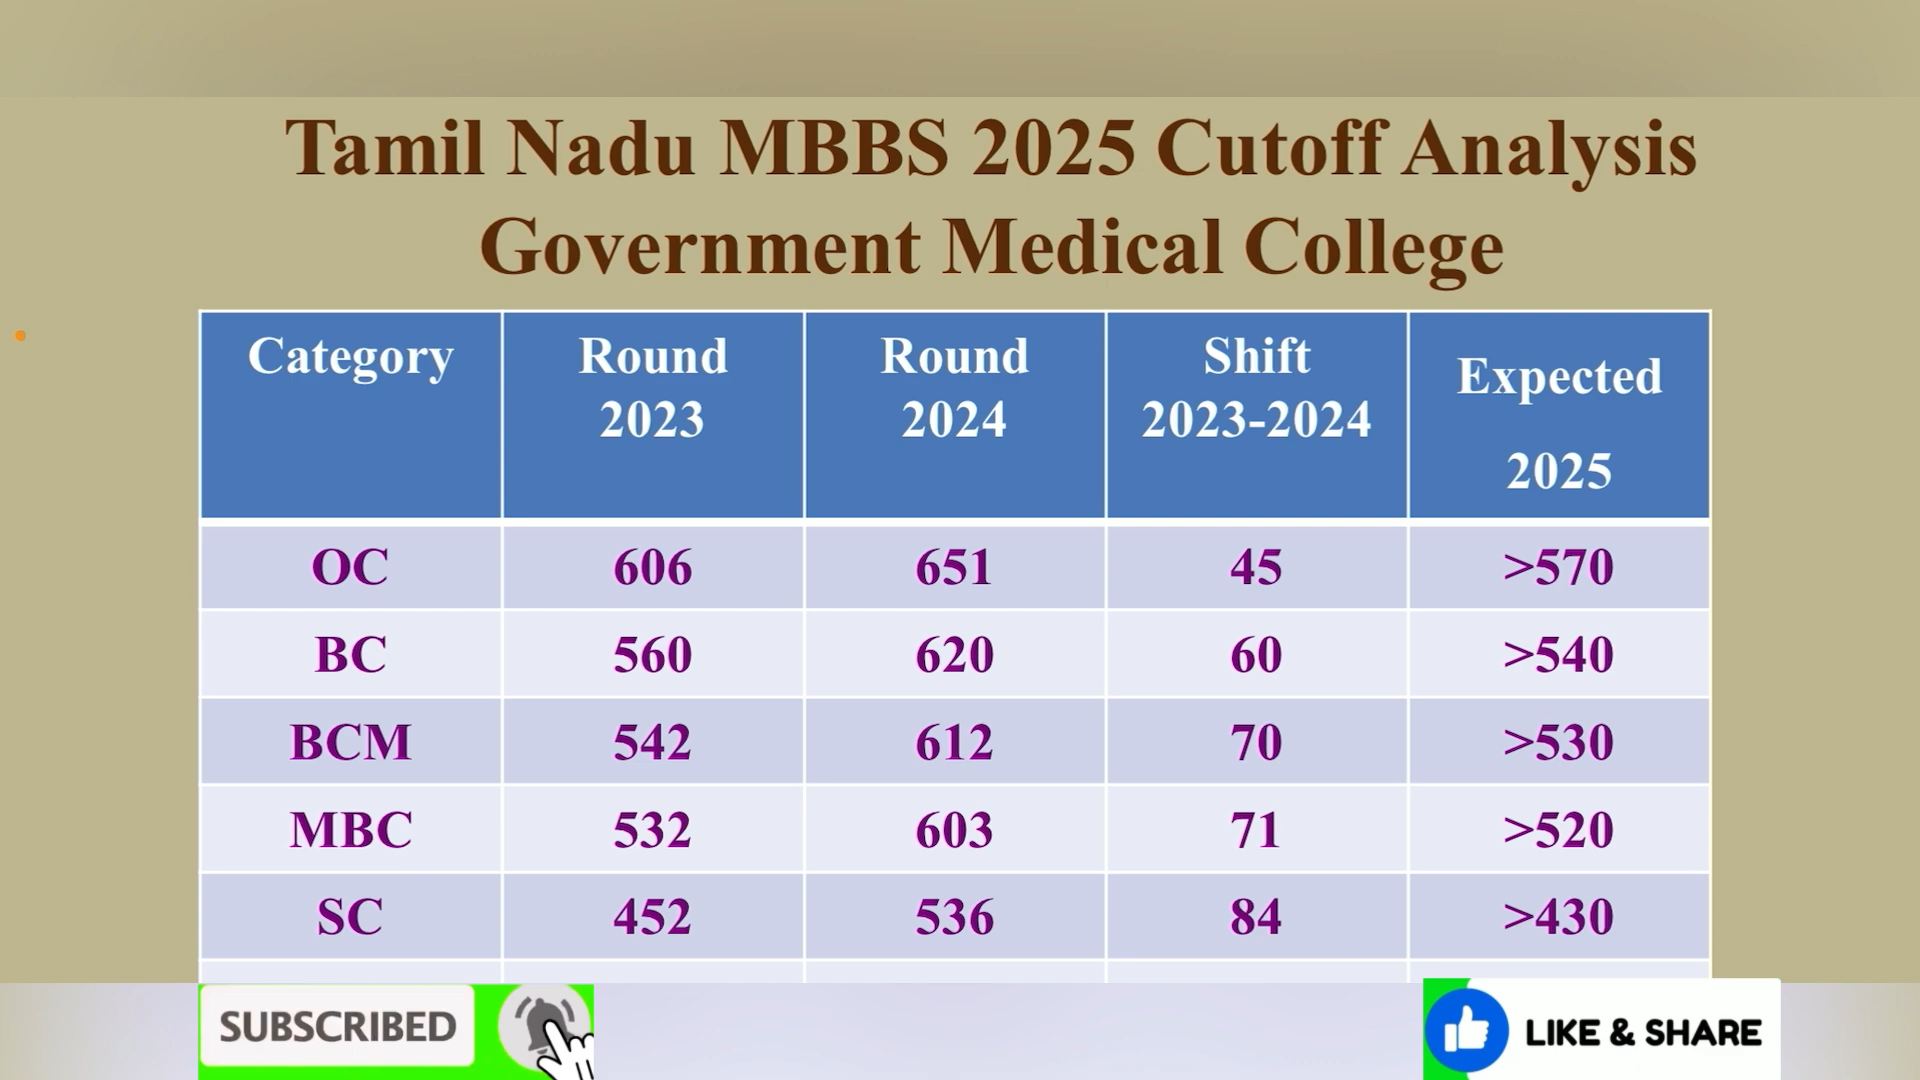 Tamil Nadu MBBS 2025 Cutoff Analysis
Government Medical College
Category Round 2023 Round 2024 Shift 2023-2024 Expected 2025
OC 606 651 45 >570
BC 560 620 60 >540
BCM 542 612 70 >530
MBC 532 603 71 >520
SC 452 536 84 >430
SUBSCRIBED
LIKE & SHARE